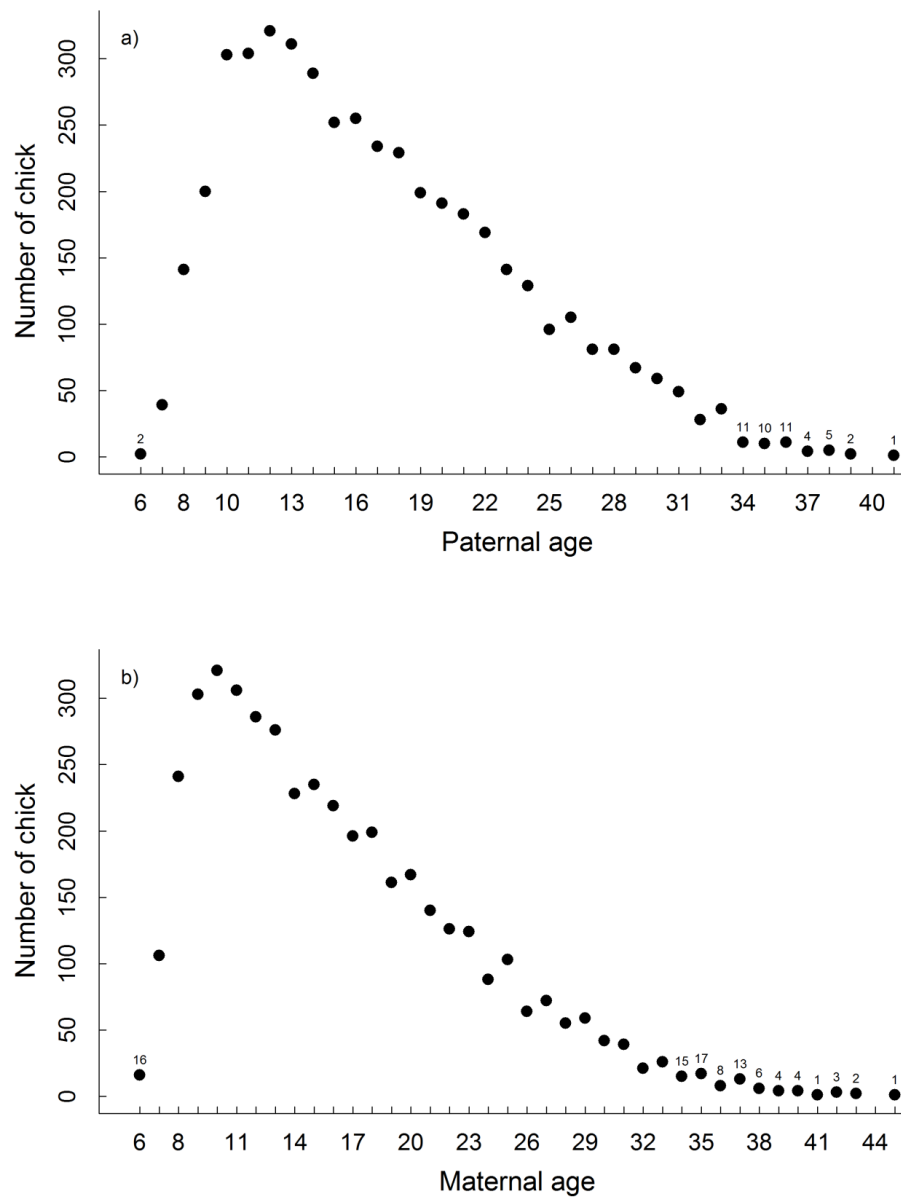 a)
Number of chick
300
250
200
150
100
50
0
2 11 10 11 4 5 2 1
6 8 10 13 16 19 22 25 28 31 34 37 40
Paternal age
b)
Number of chick
300
250
200
150
100
50
0
16 15 17 8 13 6 4 4 1 3 2 1
6 8 11 14 17 20 23 26 29 32 35 38 41 44
Maternal age